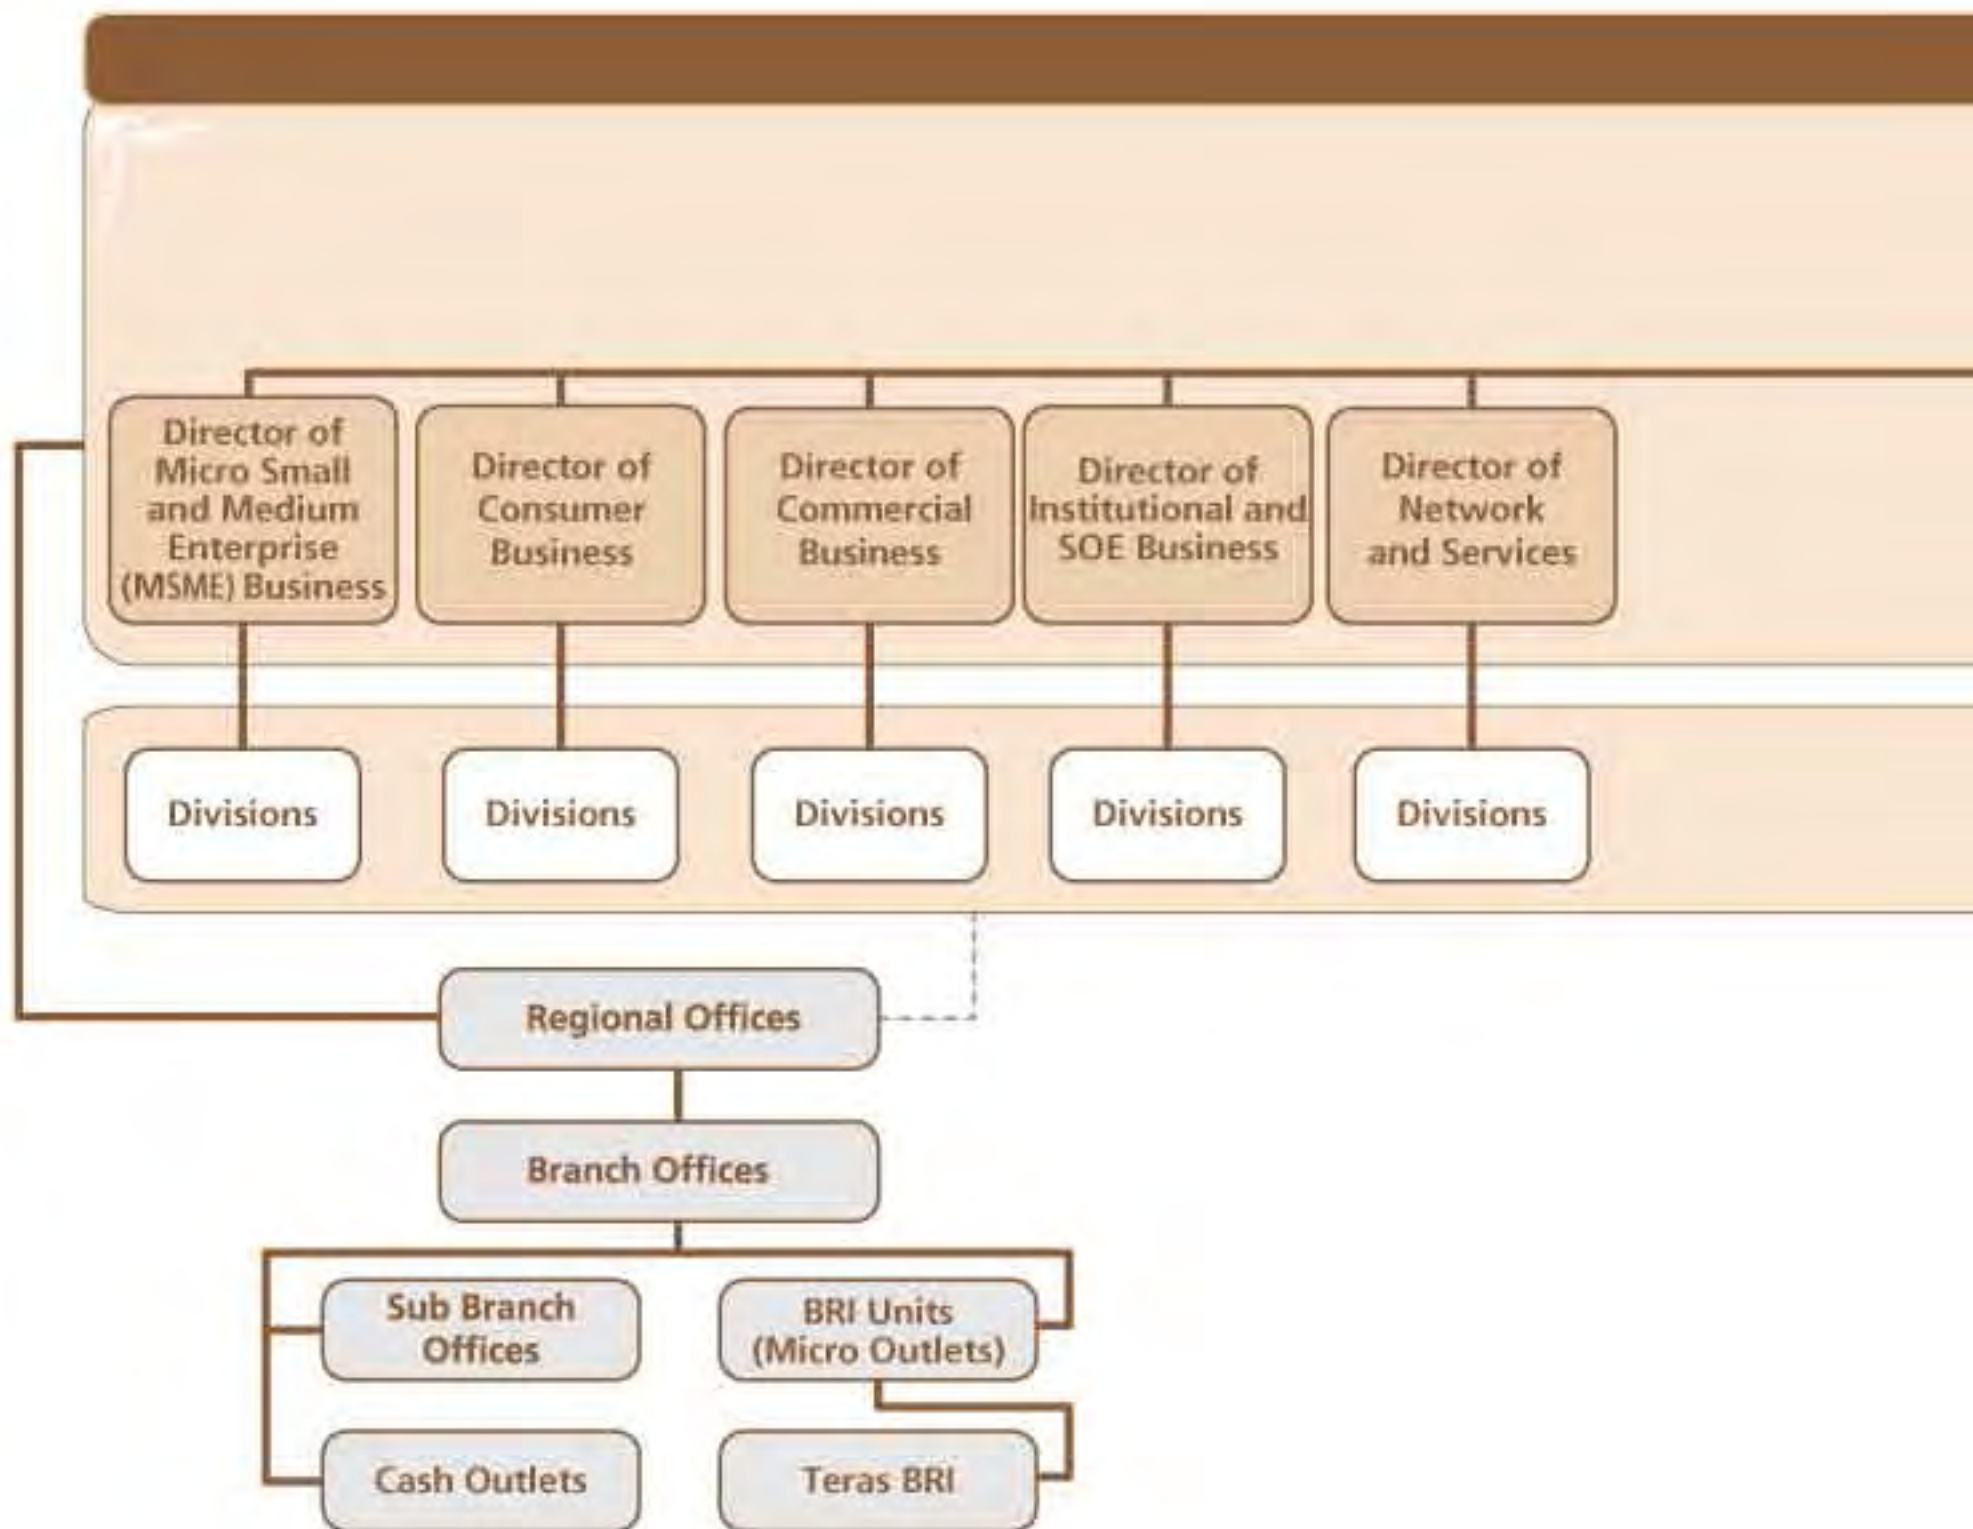 Director of
Micro Small
and Medium
Enterprise
(MSME) Business
Director of
Consumer
Business
Director of
Commercial
Business
Director of
Institutional and
SOE Business
Director of
Network
and Services
Divisions
Divisions
Divisions
Divisions
Divisions
Regional Offices
Branch Offices
Sub Branch
Offices
BRI Units
(Micro Outlets)
Cash Outlets
Teras BRI